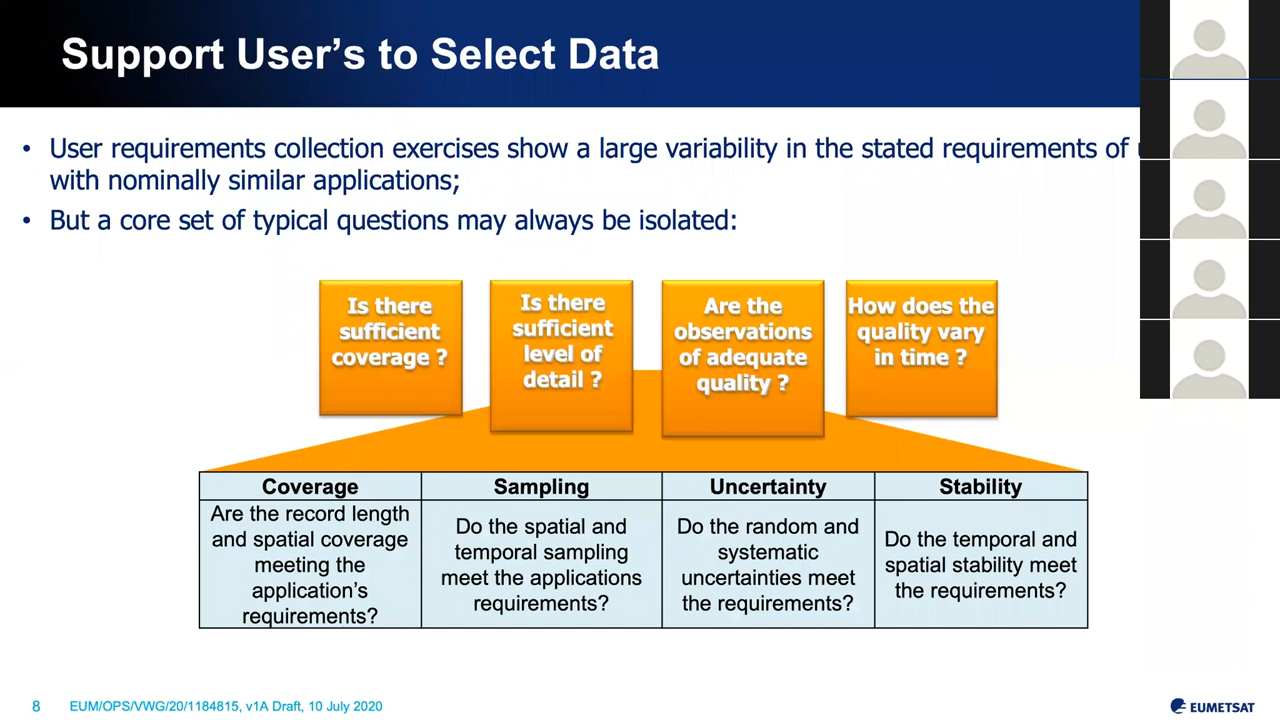 Support User’s to Select Data
• User requirements collection exercises show a large variability in the stated requirements of
with nominally similar applications;
• But a core set of typical questions may always be isolated:
Is there
sufficient
coverage ?
Is there
sufficient
level of
detail ?
Are the
observations
of adequate
quality ?
How does the
quality vary
in time ?
Coverage
Sampling
Uncertainty
Stability
Are the record length
and spatial coverage
meeting the
application’s
requirements?
Do the spatial and
temporal sampling
meet the applications
requirements?
Do the random and
systematic
uncertainties meet
the requirements?
Do the temporal and
spatial stability meet
the requirements?
8
EUM/OPS/VWG/20/1184815, v1A Draft, 10 July 2020
EUMETSAT